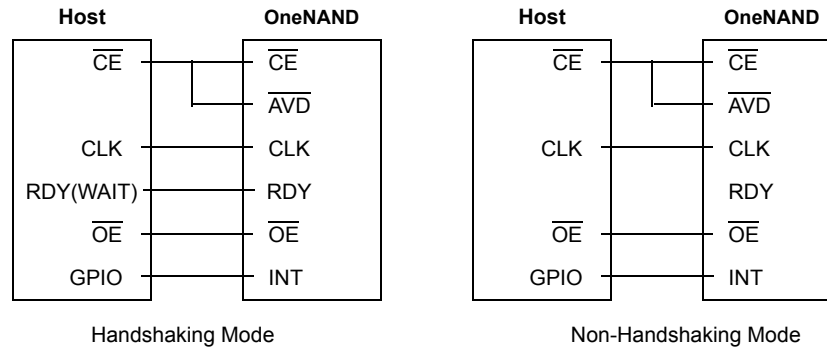 Host OneNAND
CE CE
AVD
CLK CLK
RDY(WAIT) RDY
OE OE
GPIO INT
Handshaking Mode
Host OneNAND
CE CE
AVD
CLK CLK
RDY
OE OE
GPIO INT
Non-Handshaking Mode